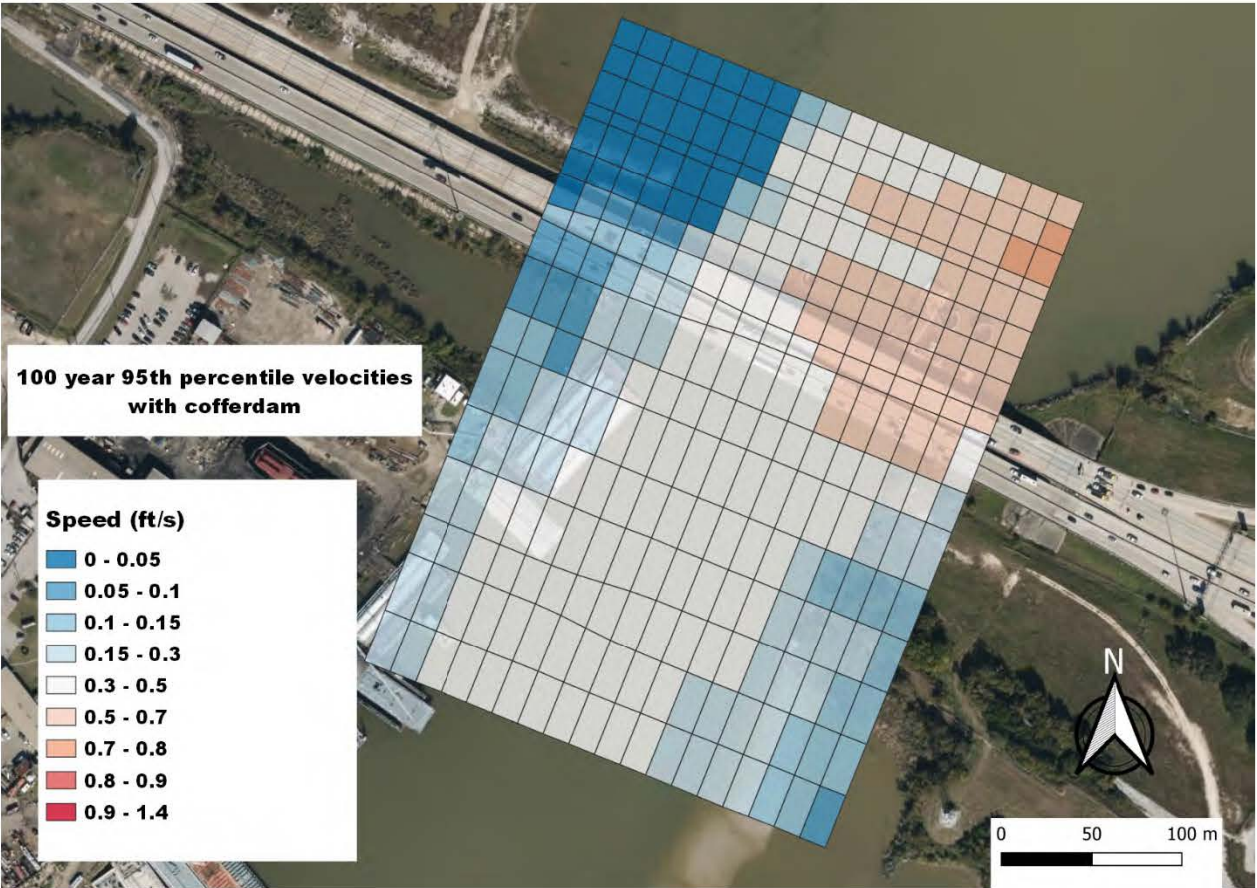 100 year 95th percentile velocities
with cofferdam
Speed (ft/s)
0 - 0.05
0.05 - 0.1
0.1 - 0.15
0.15 - 0.3
0.3 - 0.5
0.5 - 0.7
0.7 - 0.8
0.8 - 0.9
0.9 - 1.4
N
0 50 100 m